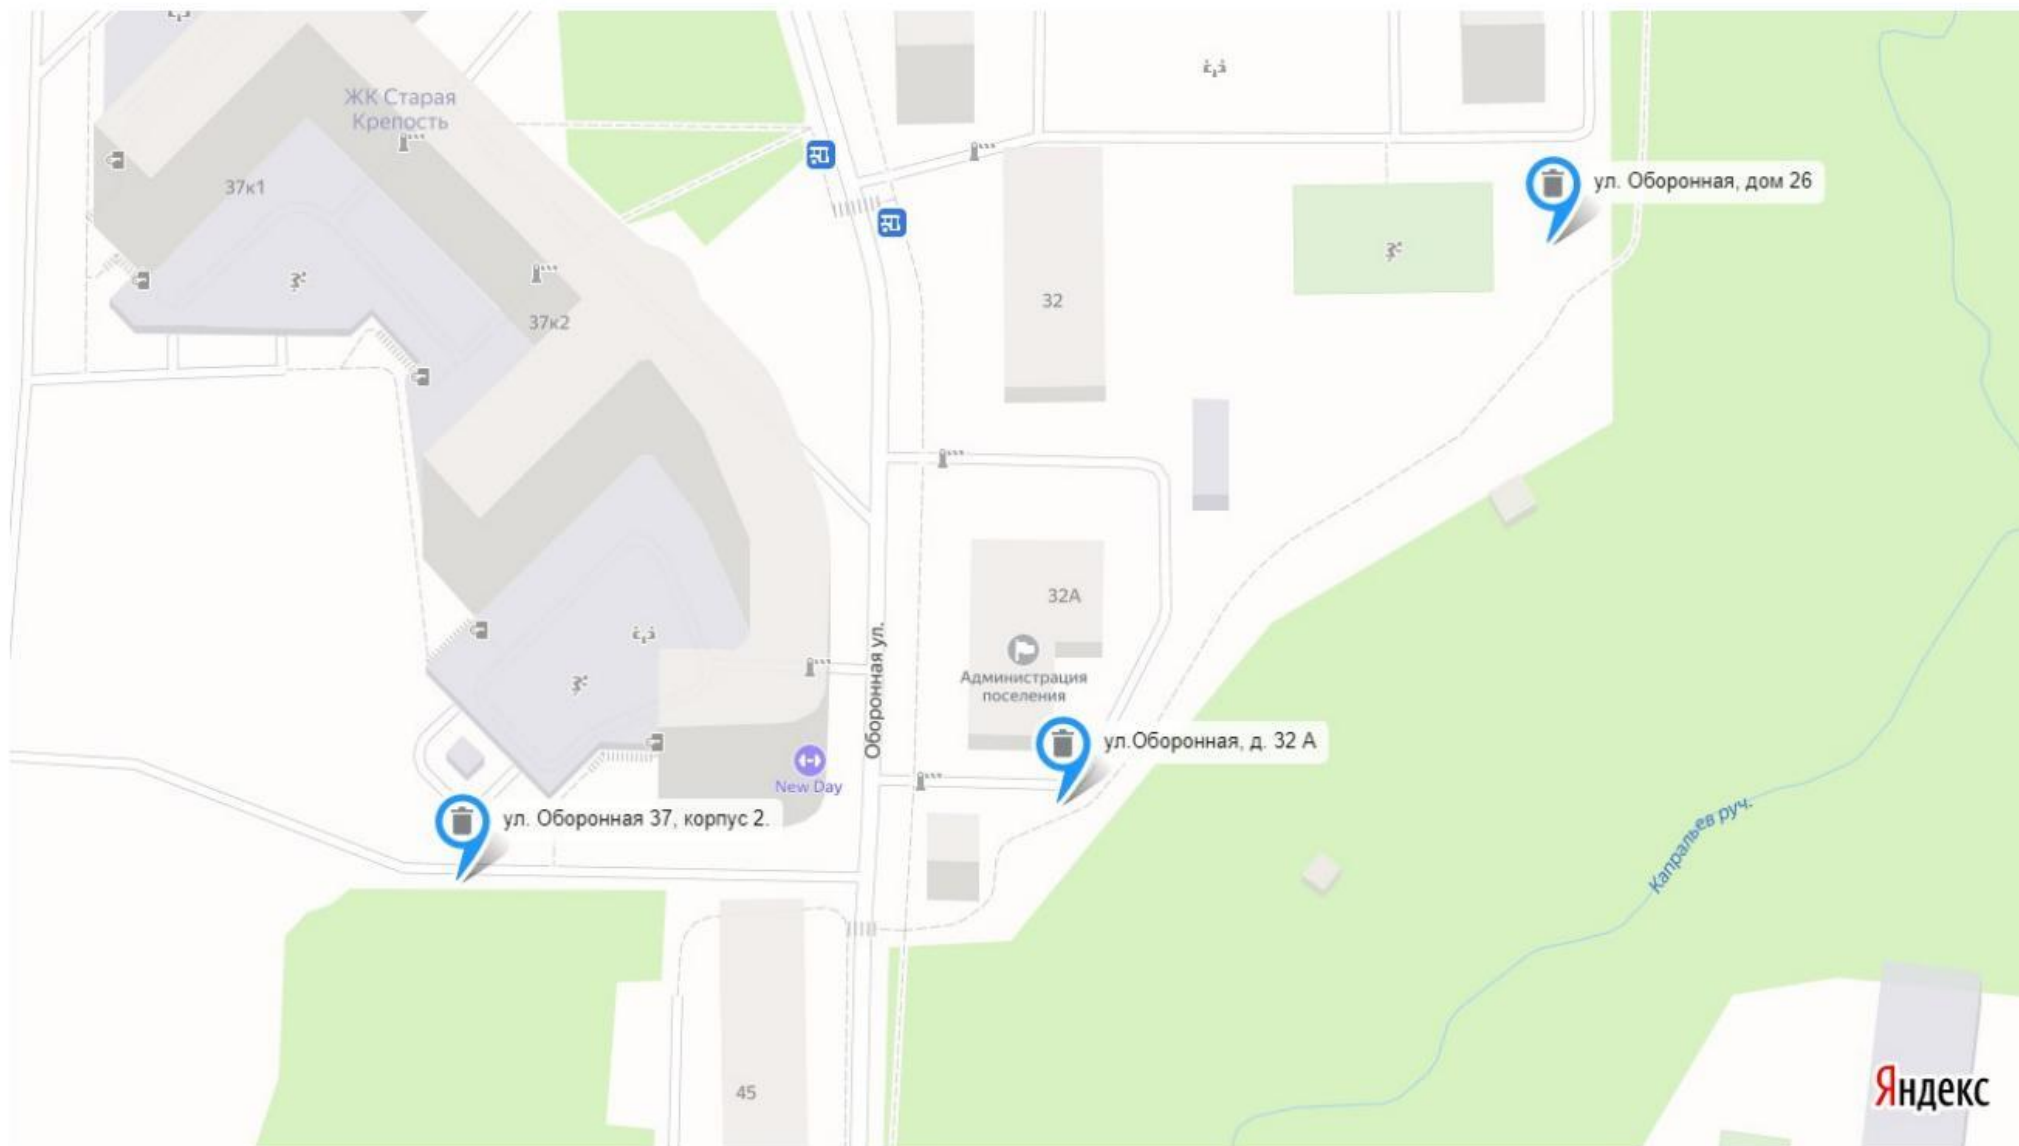 ЖК Старая
Крепость
37к1
ул. Оборонная, дом 26
32
37к2
32А
Администрация
поселения
Оборонная ул.
ул.Оборонная, д. 32 А
New Day
ул. Оборонная 37, корпус 2.
Капральев руч.
45
Яндекс